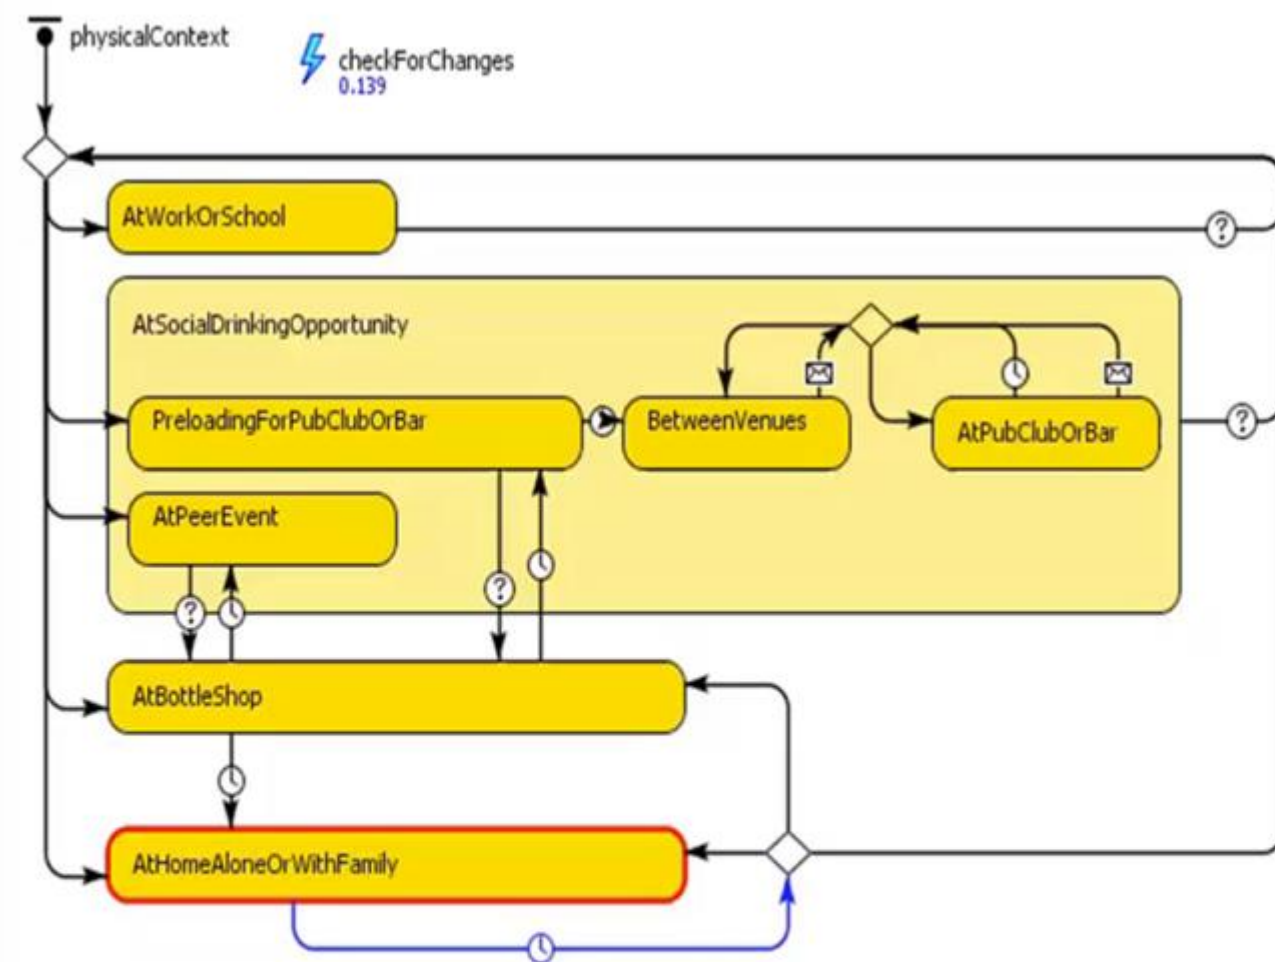 physicalContext
checkForChanges
0.139
AtWorkOrSchool
?
AtSocialDrinkingOpportunity
PreloadingForPubClubOrBar
BetweenVenues
AtPubClubOrBar
?
AtPeerEvent
?
?
AtBottleShop
AtHomeAloneOrWithFamily